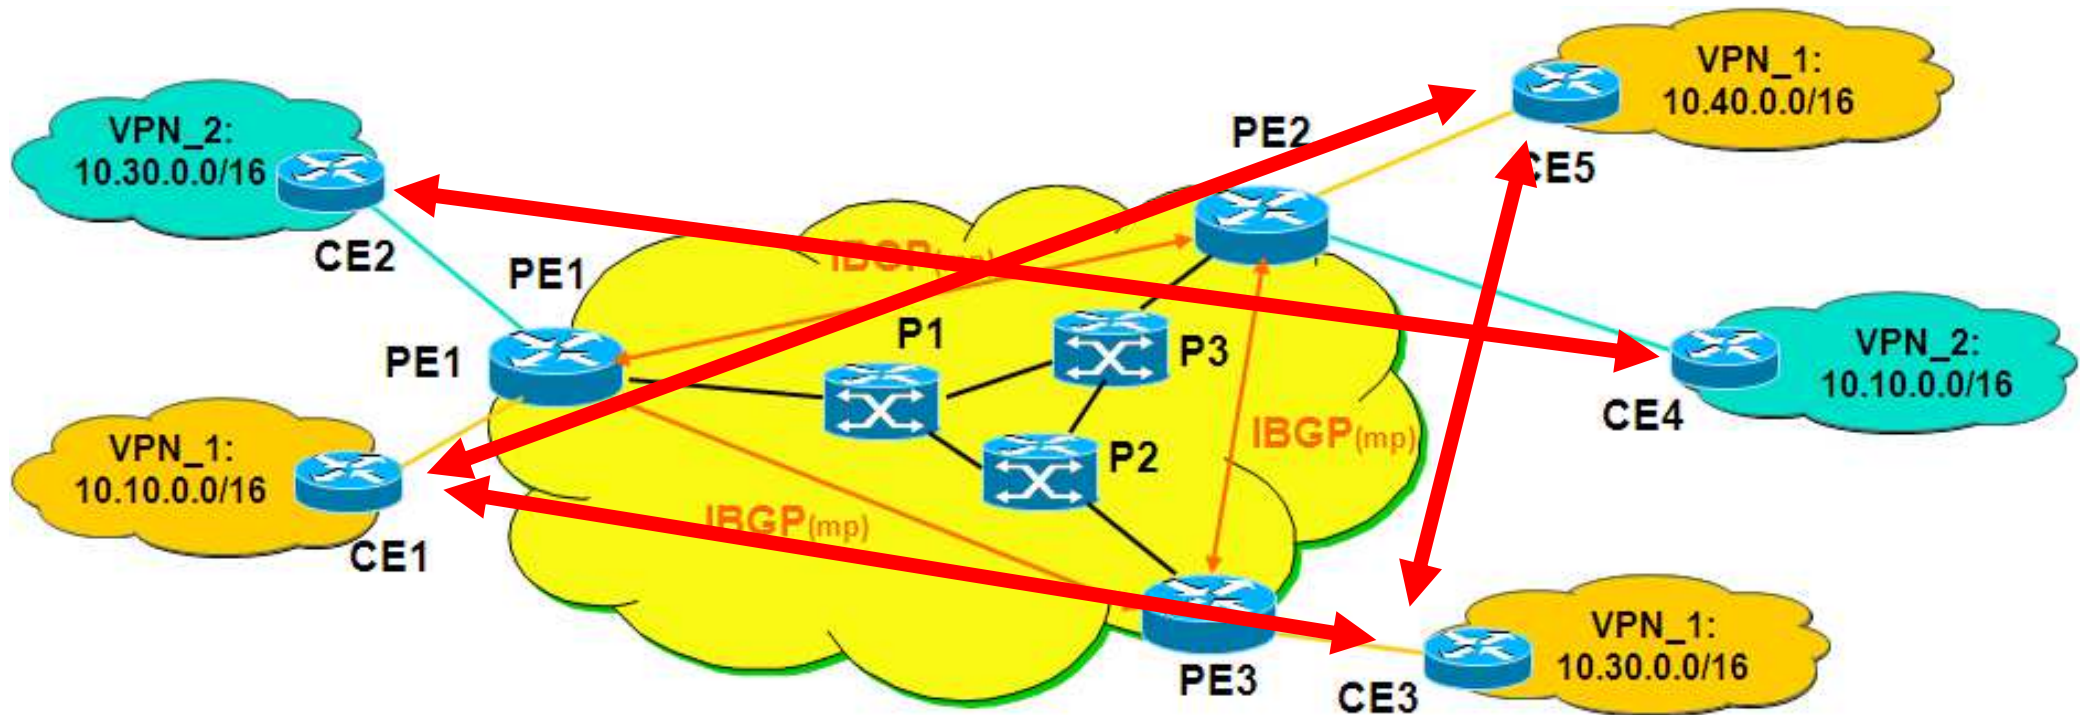 VPN_1:
10.40.0.0/16
VPN_2:
10.30.0.0/16
PE2
CE5
CE2
PE1
IBGP(mp)
P1
P3
PE1
VPN_2:
10.10.0.0/16
CE4
IBGP(mp)
P2
VPN_1:
10.10.0.0/16
IBGP(mp)
CE1
VPN_1:
10.30.0.0/16
PE3
CE3